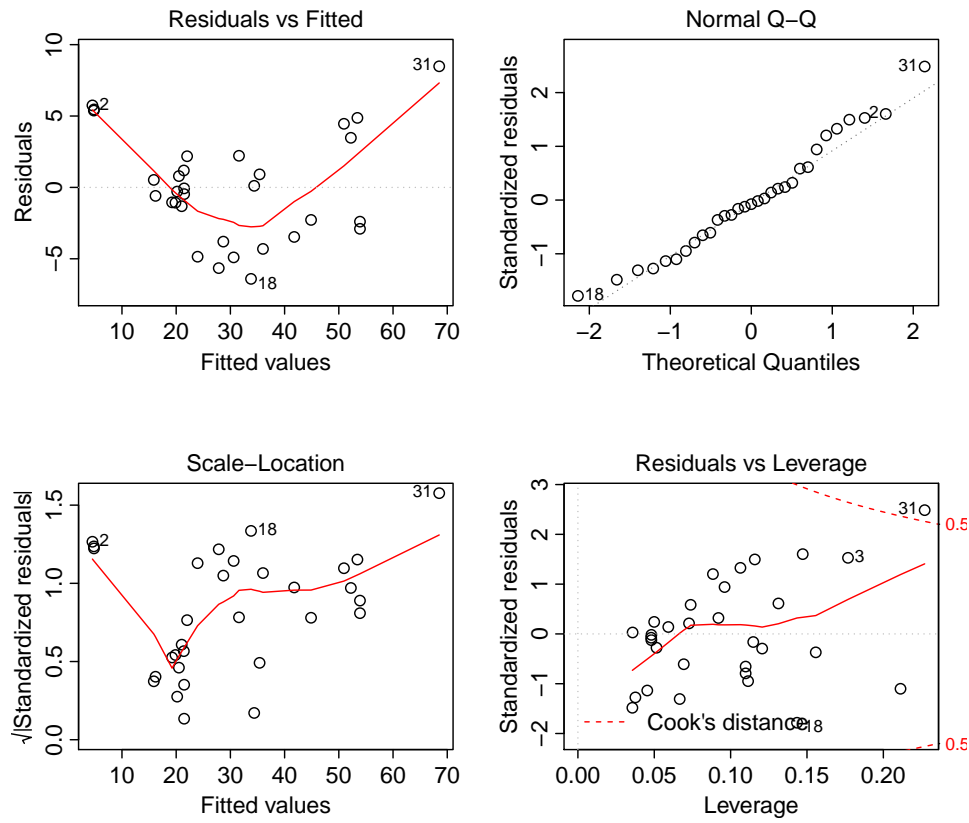 Residuals vs Fitted
Residuals
10
5
0
−5
31
2
18
10 20 30 40 50 60 70
Fitted values
Normal Q−Q
Standardized residuals
2
1
0
−1
31
2
18
−2 −1 0 1 2
Theoretical Quantiles
Scale−Location
√|Standardized residuals|
1.5
1.0
0.5
0.0
31
18
2
10 20 30 40 50 60 70
Fitted values
Residuals vs Leverage
Standardized residuals
3
2
1
0
−1
−2
31
0.5
3
Cook's distance
18
0.5
0.00 0.05 0.10 0.15 0.20
Leverage